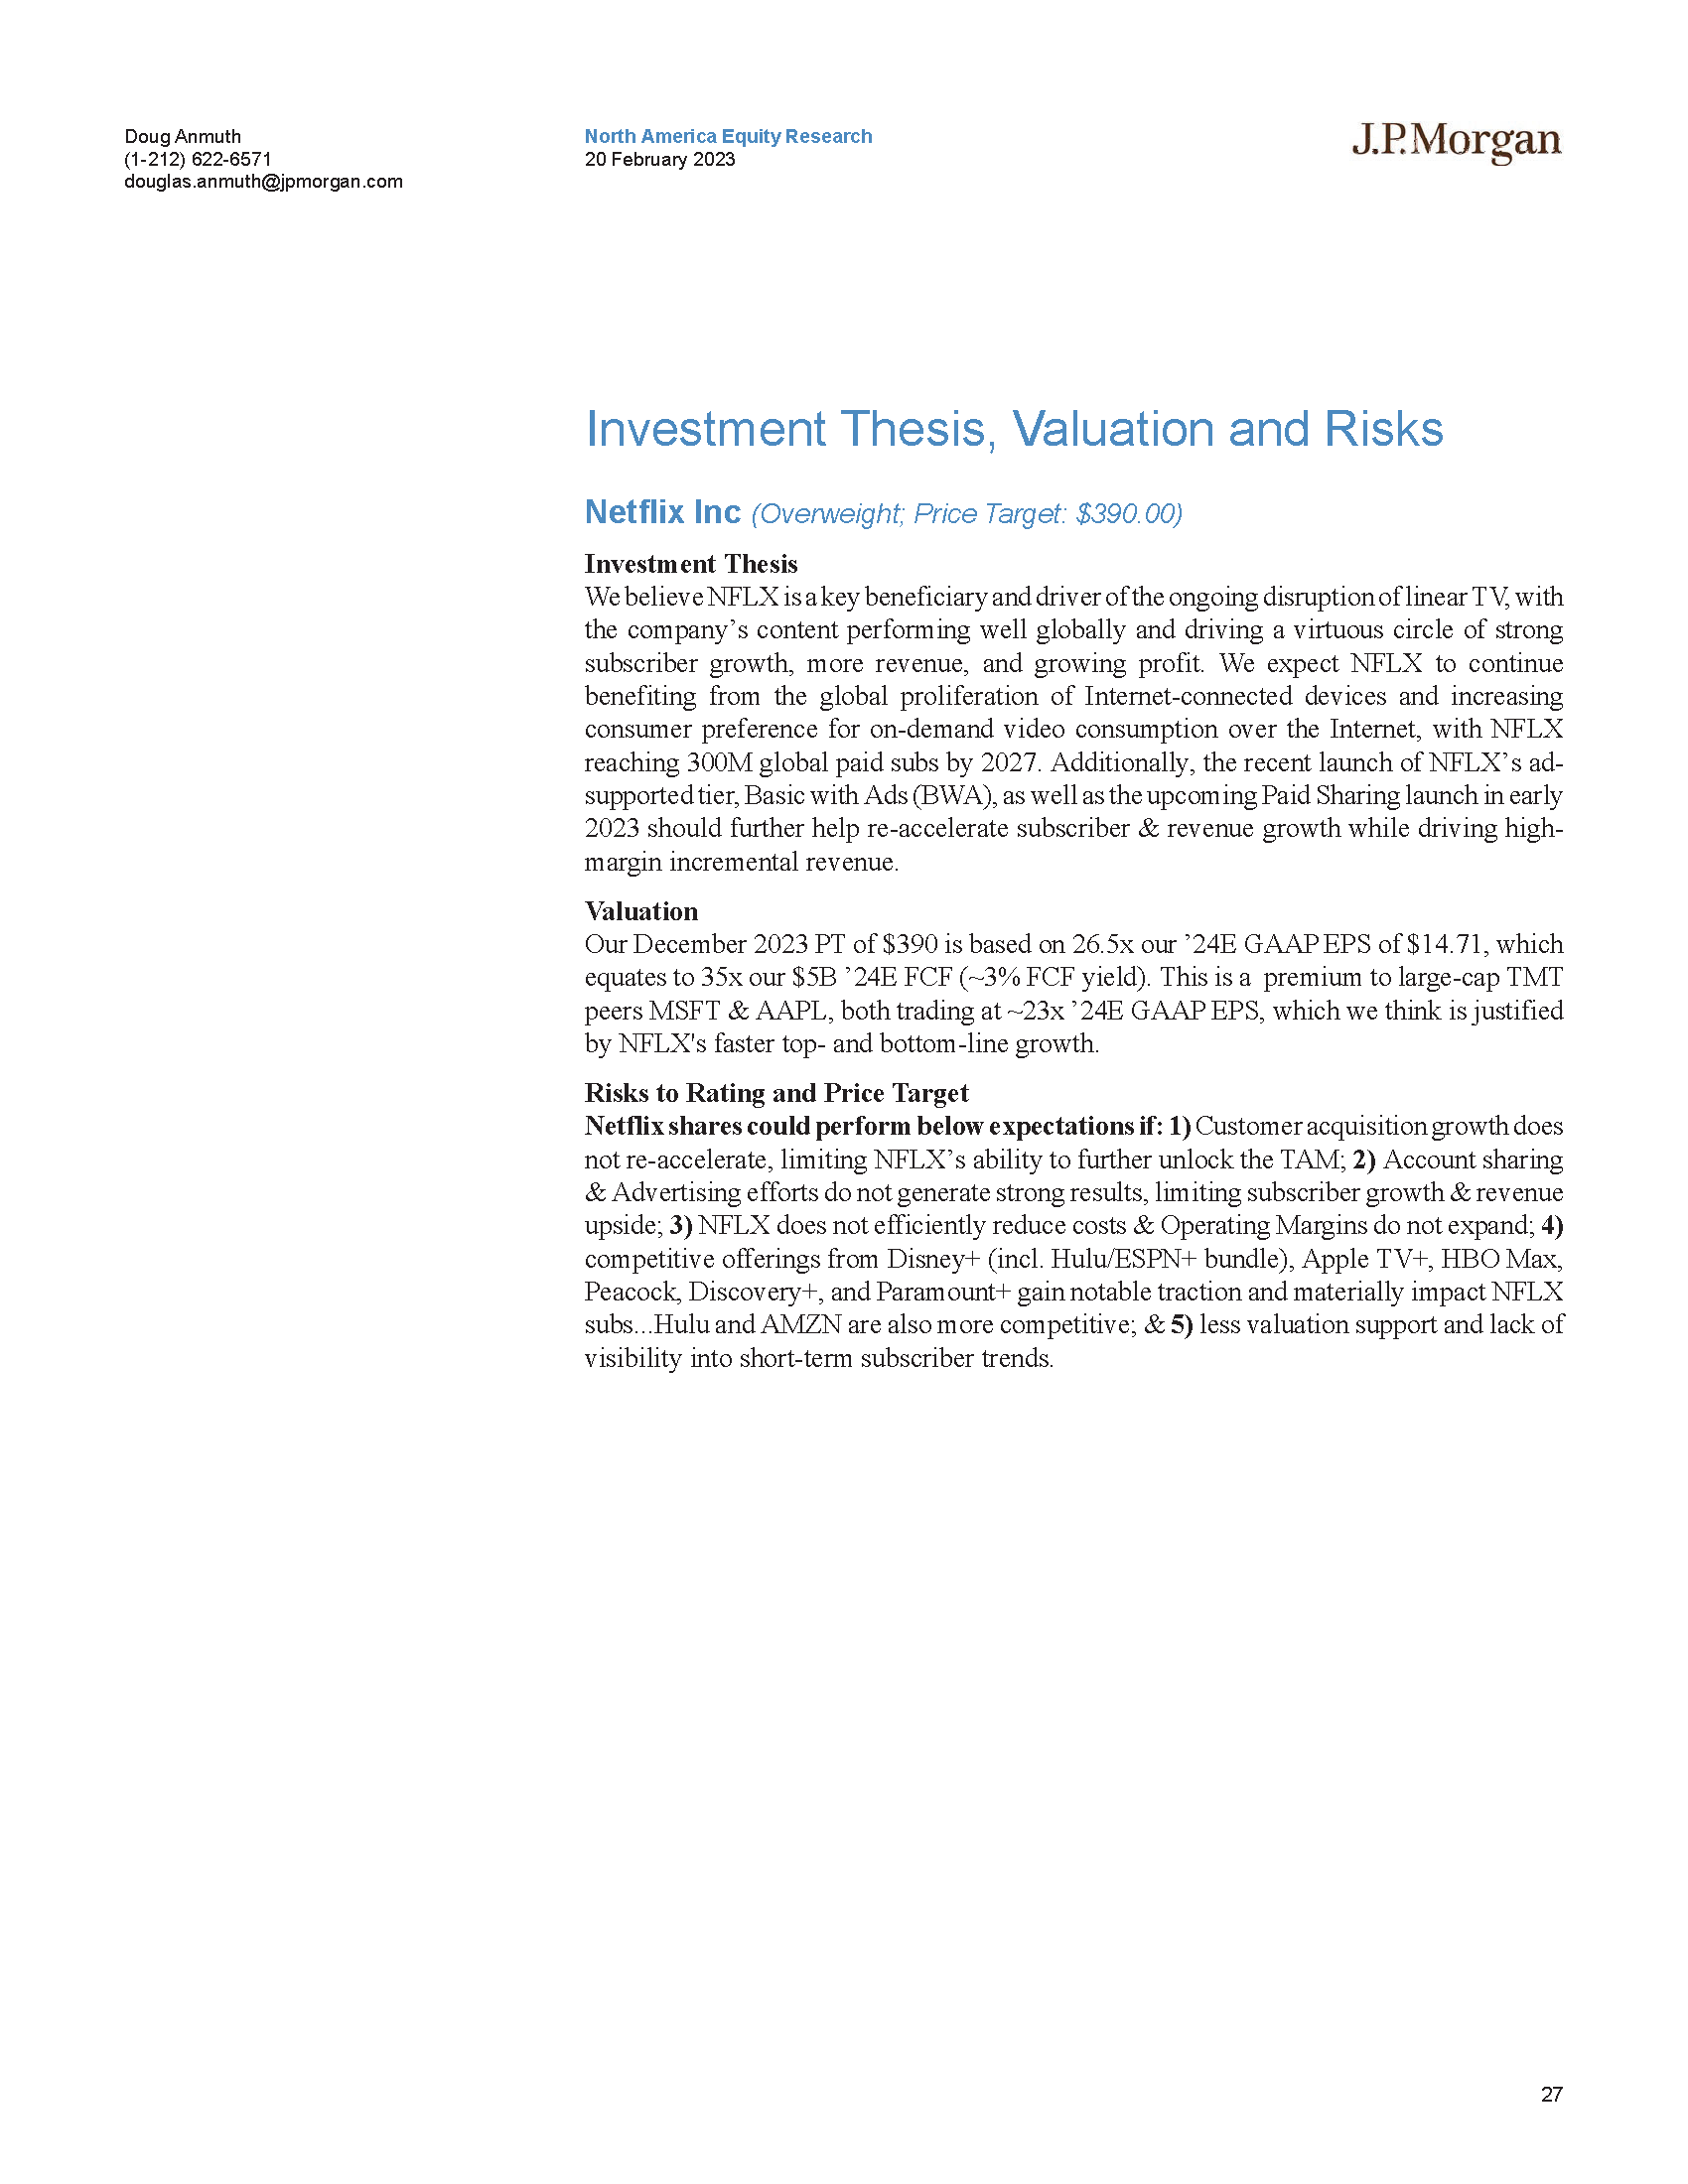 Doug Anmuth
(1-212) 622-6571
douglas.anmuth@jpmorgan.com
North America Equity Research
20 February 2023
J.P.Morgan
Investment Thesis, Valuation and Risks
Netflix Inc (Overweight; Price Target: $390.00)
Investment Thesis
We believe NFLX is a key beneficiary and driver of the ongoing disruption of linear TV, with
the company’s content performing well globally and driving a virtuous circle of strong
subscriber growth, more revenue, and growing profit. We expect NFLX to continue
benefiting from the global proliferation of Internet-connected devices and increasing
consumer preference for on-demand video consumption over the Internet, with NFLX
reaching 300M global paid subs by 2027. Additionally, the recent launch of NFLX’s ad-
supported tier, Basic with Ads (BWA), as well as the upcoming Paid Sharing launch in early
2023 should further help re-accelerate subscriber & revenue growth while driving high-
margin incremental revenue.
Valuation
Our December 2023 PT of $390 is based on 26.5x our ’24E GAAP EPS of $14.71, which
equates to 35x our $5B ’24E FCF (~3% FCF yield). This is a premium to large-cap TMT
peers MSFT & AAPL, both trading at ~23x ’24E GAAP EPS, which we think is justified
by NFLX's faster top- and bottom-line growth.
Risks to Rating and Price Target
Netflix shares could perform below expectations if: 1) Customer acquisition growth does
not re-accelerate, limiting NFLX’s ability to further unlock the TAM; 2) Account sharing
& Advertising efforts do not generate strong results, limiting subscriber growth & revenue
upside; 3) NFLX does not efficiently reduce costs & Operating Margins do not expand; 4)
competitive offerings from Disney+ (incl. Hulu/ESPN+ bundle), Apple TV+, HBO Max,
Peacock, Discovery+, and Paramount+ gain notable traction and materially impact NFLX
subs...Hulu and AMZN are also more competitive; & 5) less valuation support and lack of
visibility into short-term subscriber trends.
27